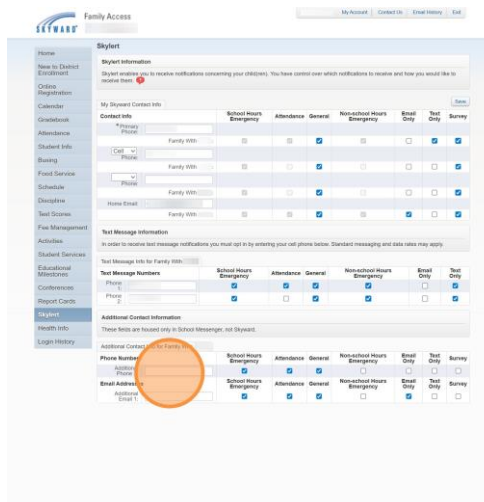 SKYWARD®
Family Access
My Account Contact Us Email History Exit
Skylert
Home
New to District Enrollment
Online Registration
Calendar
Gradebook
Attendance
Student Info
Busing
Food Service
Schedule
Discipline
Test Scores
Fee Management
Activities
Student Services
Educational Milestones
Conferences
Report Cards
Skylert
Health Info
Login History
Skylert Information
Skylert enables you to receive notifications concerning your child(ren). You have control over which notifications to receive and how you would like to
receive them.
My Skyward Contact Info
Save
Contact Info School Hours Emergency Attendance General Non-school Hours Emergency Email Only Text Only Survey
*Primary Phone
Family With
Cell Phone
Family With
Phone
Family With
Home Email
Family With
Text Message Information
In order to receive text message notifications you must opt in by entering your cell phone below. Standard messaging and data rates may apply.
Text Message Info for Family With
Text Message Numbers School Hours Emergency Attendance General Non-school Hours Emergency Email Only Text Only
Phone 1:
Phone 2:
Additional Contact Information
These fields are housed only in School Messenger, not Skyward.
Additional Contact Info for Family With
Phone Numbers School Hours Emergency Attendance General Non-school Hours Emergency Email Only Text Only Survey
Additional Phone
Email Addresses School Hours Emergency Attendance General Non-school Hours Emergency Email Only Text Only Survey
Additional Email 1: